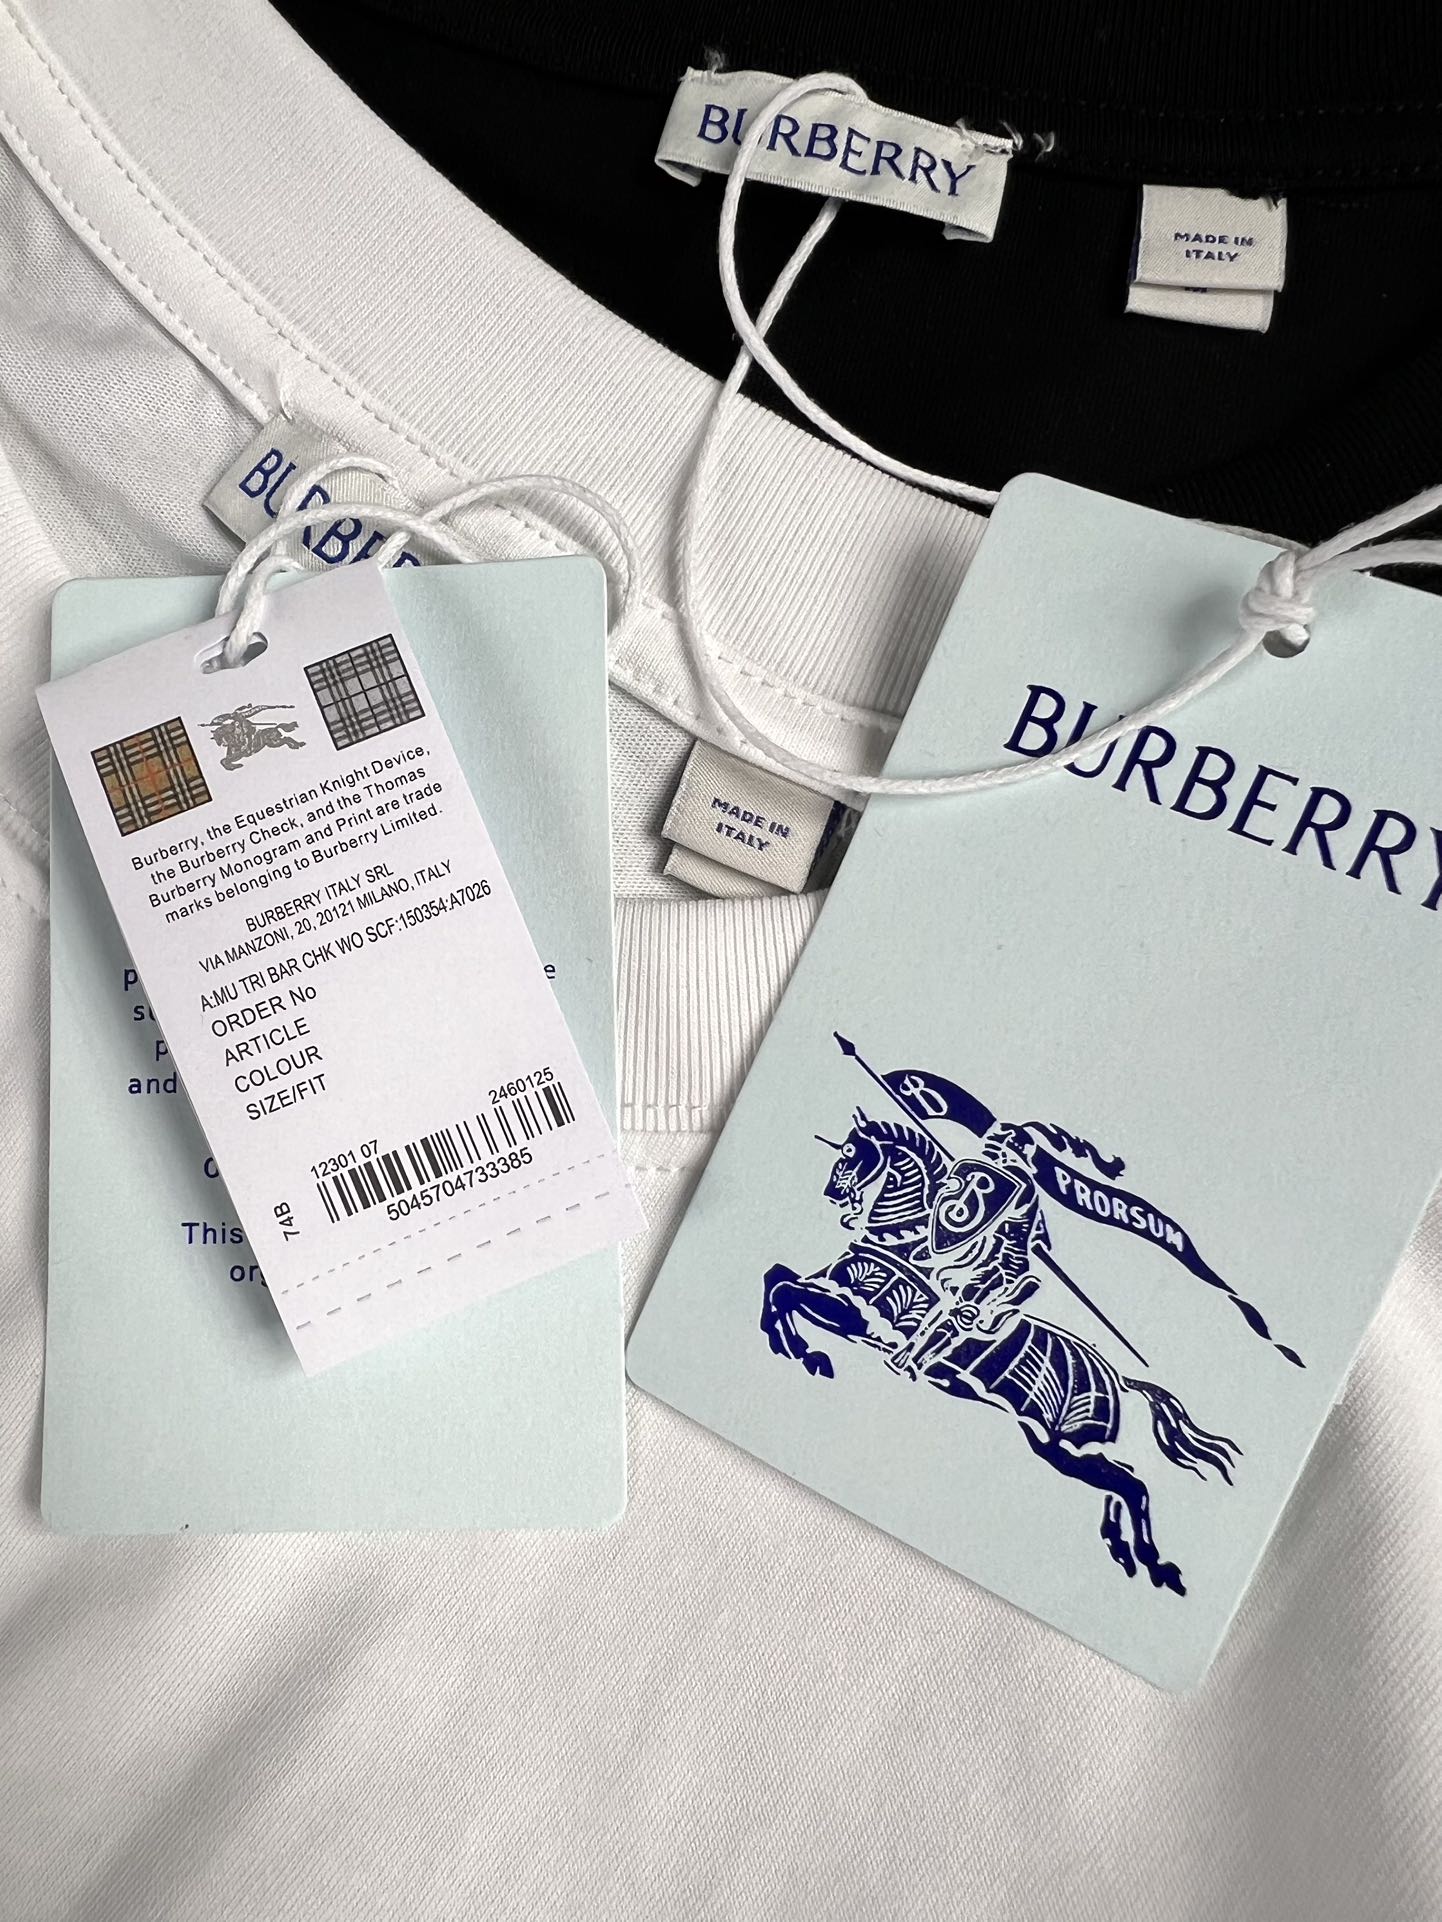 BURBERRY
MADE IN
ITALY
MADE IN
ITALY
BURBERRY
B
B
PRORSUM
Burberry, the Equestrian Knight Device,
the Burberry Check, and the Thomas
Burberry Monogram and Print are trade
marks belonging to Burberry Limited.
BURBERRY ITALY SRL
VIA MANZONI, 20, 20121 MILANO, ITALY
A:MU TRI BAR CHK WO SCF:150354:A7026
ORDER No
ARTICLE
COLOUR
SIZE/FIT
12301 07
2460125
5045704733385
74B
and
This